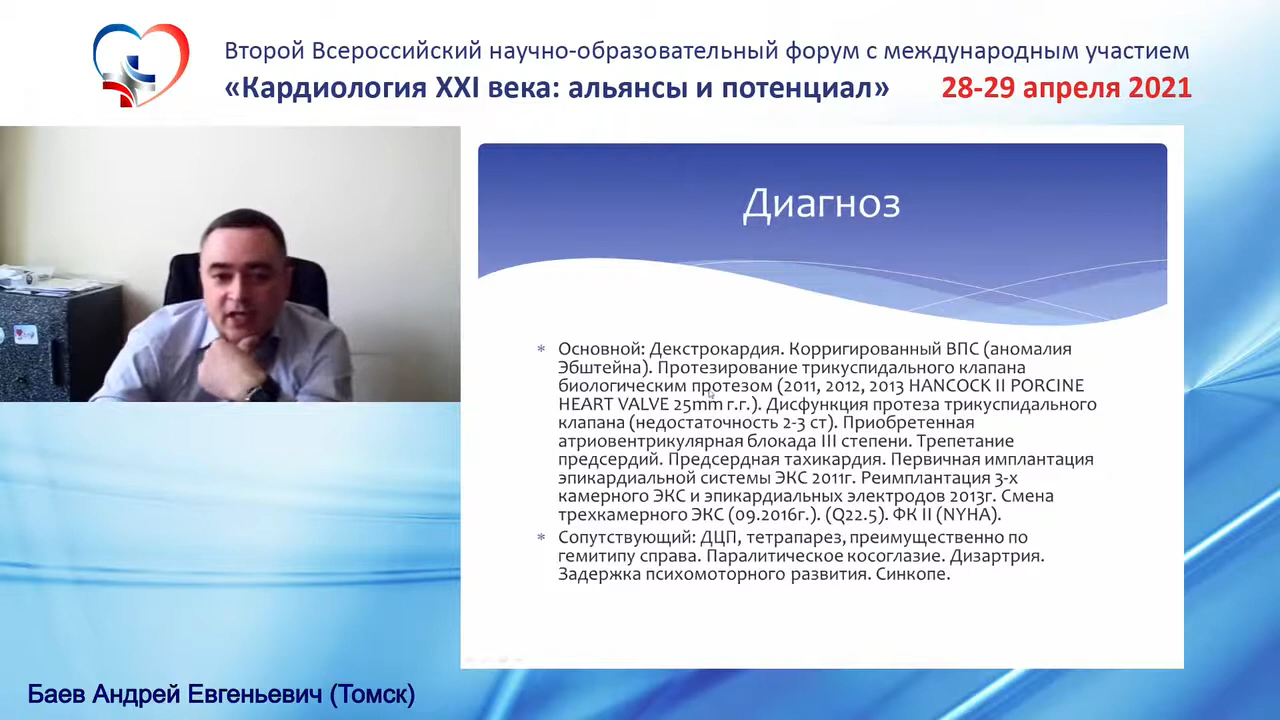 Второй Всероссийский научно-образовательный форум с международным участием
«Кардиология XXI века: альянсы и потенциал» 28-29 апреля 2021
Диагноз
* Основной: Декстрокардия. Корригированный ВПС (аномалия
Эбштейна). Протезирование трикуспидального клапана
биологическим протезом (2011, 2012, 2013 HANCOCK II PORCINE
HEART VALVE 25mm г.г.). Дисфункция протеза трикуспидального
клапана (недостаточность 2-3 ст). Приобретенная
атриовентрикулярная блокада III степени. Трепетание
предсердий. Предсердная тахикардия. Первичная имплантация
эпикардиальной системы ЭКС 2011г. Реимплантация 3-х
камерного ЭКС и эпикардиальных электродов 2013г. Смена
трехкамерного ЭКС (09.2016г.). (Q22.5). ФК II (NYHA).
* Сопутствующий: ДЦП, тетрапарез, преимущественно по
гемитипу справа. Паралитическое косоглазие. Дизартрия.
Задержка психомоторного развития. Синкопе.
Баев Андрей Евгеньевич (Томск)